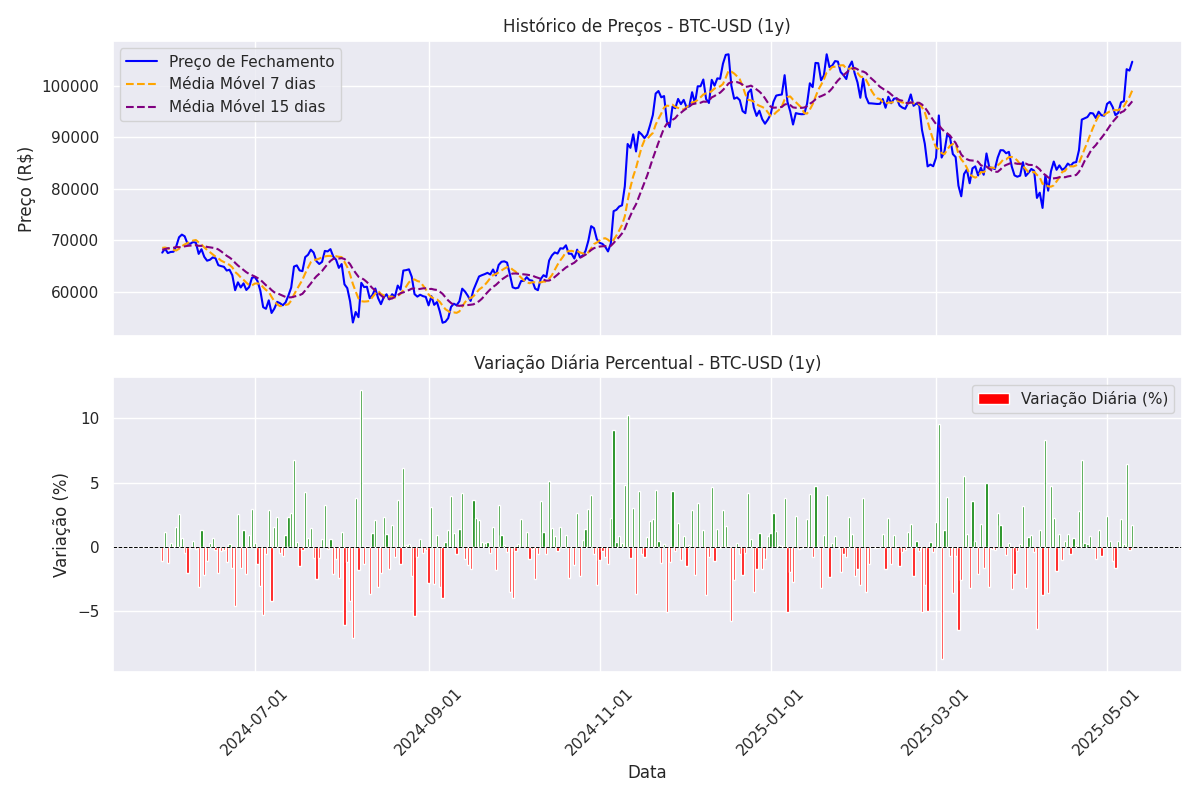 Histórico de Preços - BTC-USD (1y)
Preço de Fechamento
Média Móvel 7 dias
Média Móvel 15 dias
Preço (R$)
100000
90000
80000
70000
60000
Variação Diária Percentual - BTC-USD (1y)
Variação Diária (%)
Variação (%)
10
5
0
−5
2024-07-01
2024-09-01
2024-11-01
2025-01-01
2025-03-01
2025-05-01
Data